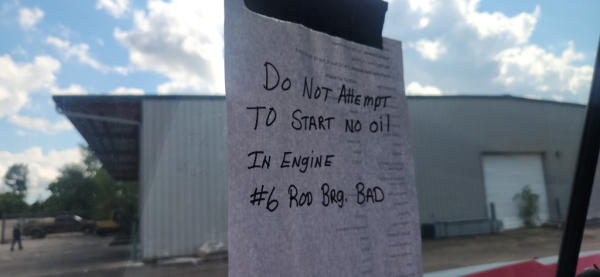 Do Not Attempt
To Start no oil
In Engine
#6 Rod Brg. Bad